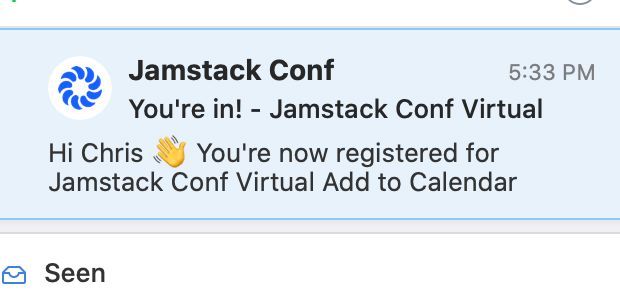 Jamstack Conf
5:33 PM
You're in! - Jamstack Conf Virtual
Hi Chris 👋 You're now registered for
Jamstack Conf Virtual Add to Calendar
Seen